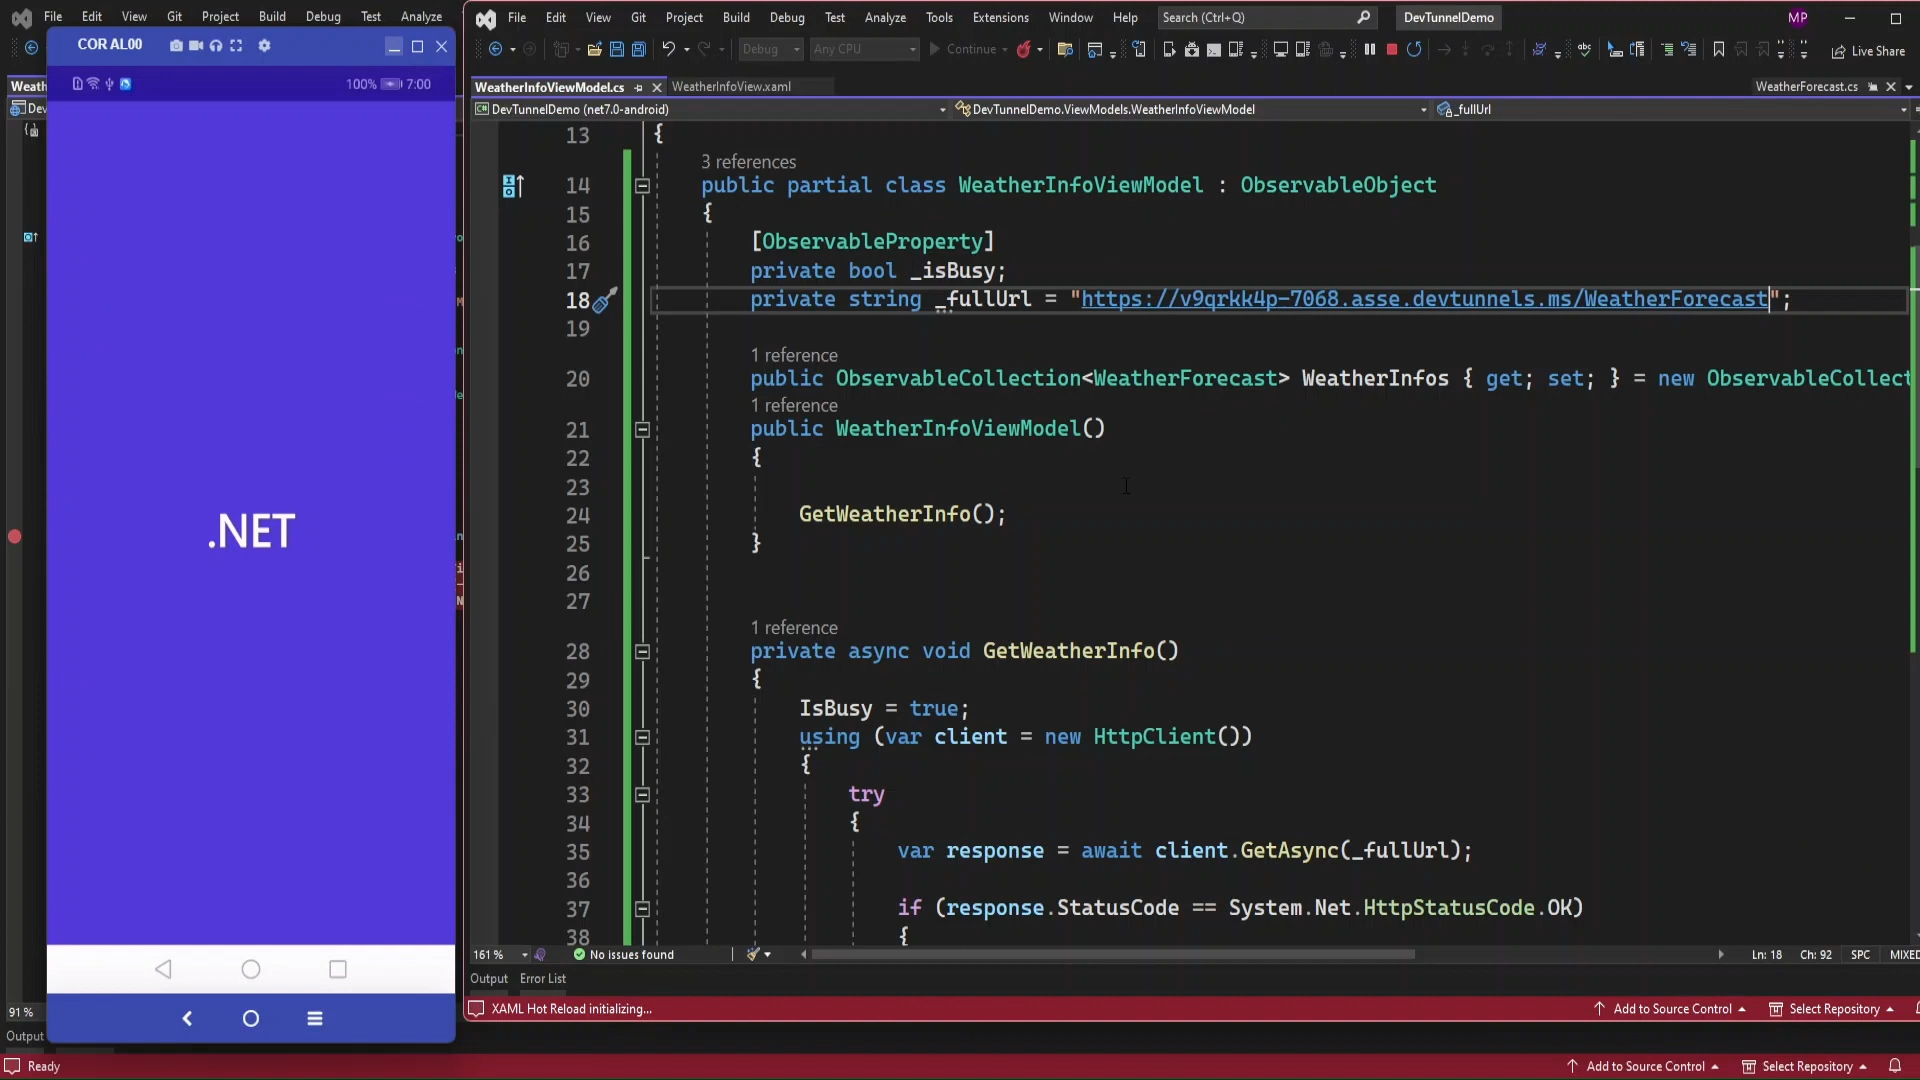 File Edit View Git Project Build Debug Test Analyze
COR AL00
100% 7:00
.NET
91 %
Output
Ready
File Edit View Git Project Build Debug Test Analyze Tools Extensions Window Help Search (Ctrl+Q) DevTunnelDemo MP
Debug Any CPU Continue Live Share
WeatherInfoViewModel.cs WeatherInfoView.xaml WeatherForecast.cs
DevTunnelDemo (net7.0-android) DevTunnelDemo.ViewModels.WeatherInfoViewModel _fullUrl
13 {
3 references
14 public partial class WeatherInfoViewModel : ObservableObject
15 {
16 [ObservableProperty]
17 private bool _isBusy;
18 private string _fullUrl = "https://v9qrkk4p-7068.asse.devtunnels.ms/WeatherForecast";
19
1 reference
20 public ObservableCollection<WeatherForecast> WeatherInfos { get; set; } = new ObservableCollect
1 reference
21 public WeatherInfoViewModel()
22 {
23
24 GetWeatherInfo();
25 }
26
27
1 reference
28 private async void GetWeatherInfo()
29 {
30 IsBusy = true;
31 using (var client = new HttpClient())
32 {
33 try
34 {
35 var response = await client.GetAsync(_fullUrl);
36
37 if (response.StatusCode == System.Net.HttpStatusCode.OK)
38 {
161 % No issues found Ln: 18 Ch: 92 SPC MIXED
Output Error List
XAML Hot Reload initializing... Add to Source Control Select Repository
Add to Source Control Select Repository